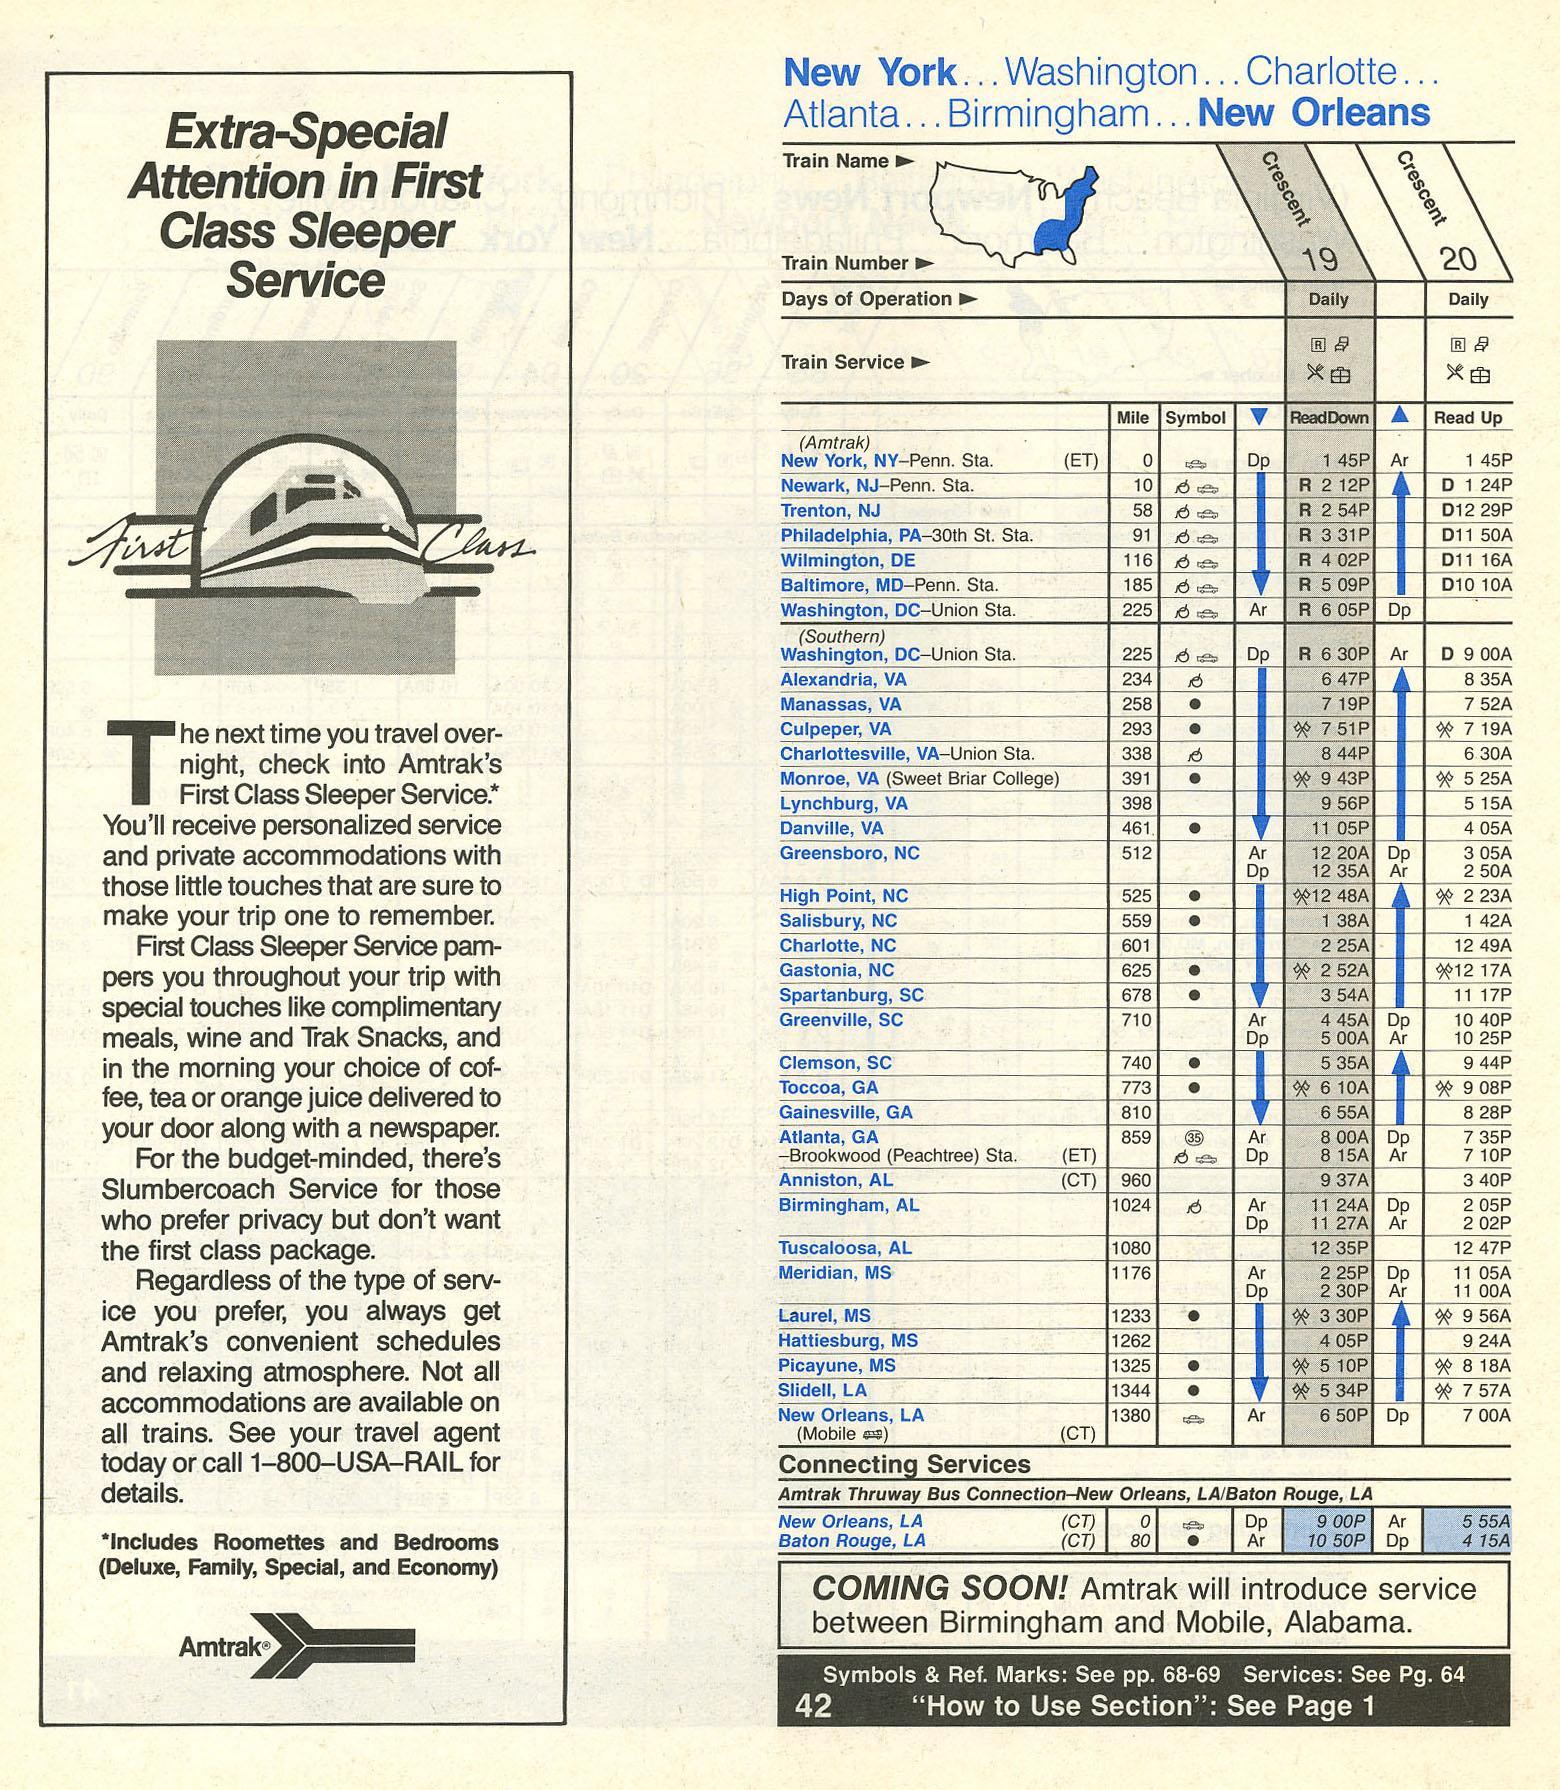 Extra-Special
Attention in First
Class Sleeper
Service
First Class
The next time you travel over-
night, check into Amtrak's
First Class Sleeper Service.*
You'll receive personalized service
and private accommodations with
those little touches that are sure to
make your trip one to remember.
First Class Sleeper Service pam-
pers you throughout your trip with
special touches like complimentary
meals, wine and Trak Snacks, and
in the morning your choice of cof-
fee, tea or orange juice delivered to
your door along with a newspaper.
For the budget-minded, there's
Slumbercoach Service for those
who prefer privacy but don't want
the first class package.
Regardless of the type of serv-
ice you prefer, you always get
Amtrak's convenient schedules
and relaxing atmosphere. Not all
accommodations are available on
all trains. See your travel agent
today or call 1–800–USA–RAIL for
details.
*Includes Roomettes and Bedrooms
(Deluxe, Family, Special, and Economy)
Amtrak®
New York...Washington...Charlotte...
Atlanta...Birmingham...New Orleans
Train Name ► Crescent Crescent
Train Number ► 19 20
Days of Operation ► Daily Daily
Train Service ► R R
Mile Symbol ▼ ReadDown ▲ Read Up
(Amtrak)
New York, NY–Penn. Sta. (ET) 0 Dp 1 45P Ar 1 45P
Newark, NJ–Penn. Sta. 10 R 2 12P D 1 24P
Trenton, NJ 58 R 2 54P D12 29P
Philadelphia, PA–30th St. Sta. 91 R 3 31P D11 50A
Wilmington, DE 116 R 4 02P D11 16A
Baltimore, MD–Penn. Sta. 185 R 5 09P D10 10A
Washington, DC–Union Sta. 225 Ar R 6 05P Dp
(Southern)
Washington, DC–Union Sta. 225 Dp R 6 30P Ar D 9 00A
Alexandria, VA 234 6 47P 8 35A
Manassas, VA 258 ● 7 19P 7 52A
Culpeper, VA 293 ● 7 51P 7 19A
Charlottesville, VA–Union Sta. 338 8 44P 6 30A
Monroe, VA (Sweet Briar College) 391 ● 9 43P 5 25A
Lynchburg, VA 398 9 56P 5 15A
Danville, VA 461 ● 11 05P 4 05A
Greensboro, NC 512 Ar 12 20A Dp 3 05A
Dp 12 35A Ar 2 50A
High Point, NC 525 ● 12 48A 2 23A
Salisbury, NC 559 ● 1 38A 1 42A
Charlotte, NC 601 2 25A 12 49A
Gastonia, NC 625 ● 2 52A 12 17A
Spartanburg, SC 678 ● 3 54A 11 17P
Greenville, SC 710 Ar 4 45A Dp 10 40P
Dp 5 00A Ar 10 25P
Clemson, SC 740 ● 5 35A 9 44P
Toccoa, GA 773 ● 6 10A 9 08P
Gainesville, GA 810 6 55A 8 28P
Atlanta, GA 859 35 Ar 8 00A Dp 7 35P
–Brookwood (Peachtree) Sta. (ET) Dp 8 15A Ar 7 10P
Anniston, AL (CT) 960 9 37A 3 40P
Birmingham, AL 1024 Ar 11 24A Dp 2 05P
Dp 11 27A Ar 2 02P
Tuscaloosa, AL 1080 12 35P 12 47P
Meridian, MS 1176 Ar 2 25P Dp 11 05A
Dp 2 30P Ar 11 00A
Laurel, MS 1233 ● 3 30P 9 56A
Hattiesburg, MS 1262 4 05P 9 24A
Picayune, MS 1325 ● 5 10P 8 18A
Slidell, LA 1344 ● 5 34P 7 57A
New Orleans, LA 1380 Ar 6 50P Dp 7 00A
(Mobile) (CT)
Connecting Services
Amtrak Thruway Bus Connection–New Orleans, LA/Baton Rouge, LA
New Orleans, LA (CT) 0 Dp 9 00P Ar 5 55A
Baton Rouge, LA (CT) 80 ● Ar 10 50P Dp 4 15A
COMING SOON! Amtrak will introduce service
between Birmingham and Mobile, Alabama.
Symbols & Ref. Marks: See pp. 68-69 Services: See Pg. 64
42 "How to Use Section": See Page 1